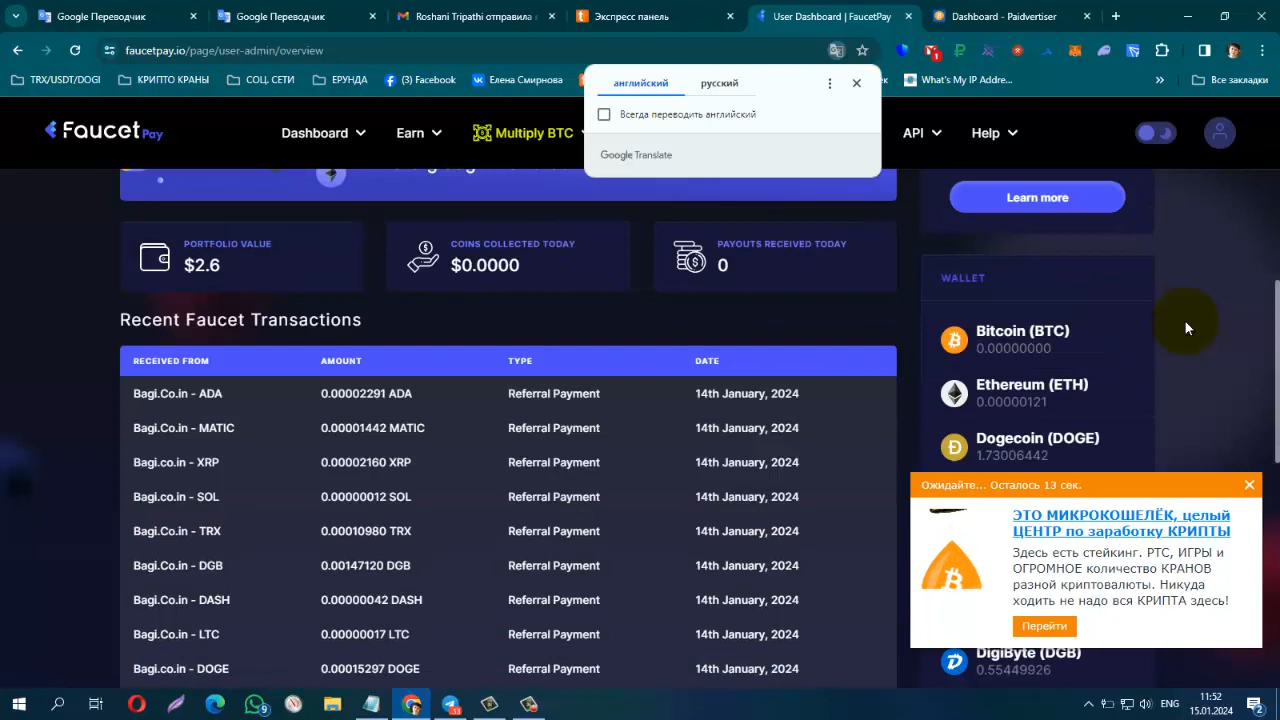 Google Переводчик
Google Переводчик
Roshani Tripathi отправила
Экспресс панель
User Dashboard | FaucetPay
Dashboard - Paidvertiser
faucetpay.io/page/user-admin/overview
1
TRX/USDT/DOGI
КРИПТО КРАНЫ
СОЦ. СЕТИ
ЕРУНДА
(3) Facebook
Елена Смирнова
What's My IP Addre...
Все закладки
английский
русский
Всегда переводить английский
Google Translate
FaucetPay
Dashboard
Earn
Multiply BTC
API
Help
Learn more
PORTFOLIO VALUE
$2.6
COINS COLLECTED TODAY
$0.0000
PAYOUTS RECEIVED TODAY
0
WALLET
Bitcoin (BTC)
0.00000000
Ethereum (ETH)
0.00000121
Dogecoin (DOGE)
1.73006442
Recent Faucet Transactions
RECEIVED FROM AMOUNT TYPE DATE
Bagi.Co.in - ADA 0.00002291 ADA Referral Payment 14th January, 2024
Bagi.Co.in - MATIC 0.00001442 MATIC Referral Payment 14th January, 2024
Bagi.co.in - XRP 0.00002160 XRP Referral Payment 14th January, 2024
Bagi.co.in - SOL 0.00000012 SOL Referral Payment 14th January, 2024
Bagi.co.in - TRX 0.00010980 TRX Referral Payment 14th January, 2024
Bagi.Co.in - DGB 0.00147120 DGB Referral Payment 14th January, 2024
Bagi.Co.in - DASH 0.00000042 DASH Referral Payment 14th January, 2024
Bagi.Co.in - LTC 0.00000017 LTC Referral Payment 14th January, 2024
Bagi.co.in - DOGE 0.00015297 DOGE Referral Payment 14th January, 2024
Ожидайте... Осталось 13 сек.
ЭТО МИКРОКОШЕЛЁК, целый
ЦЕНТР по заработку КРИПТЫ
Здесь есть стейкинг. РТС, ИГРЫ и
ОГРОМНОЕ количество КРАНОВ
разной криптовалюты. Никуда
ходить не надо вся КРИПТА здесь!
Перейти
DigiByte (DGB)
0.55449926
9
13
ENG
11:52
15.01.2024
2